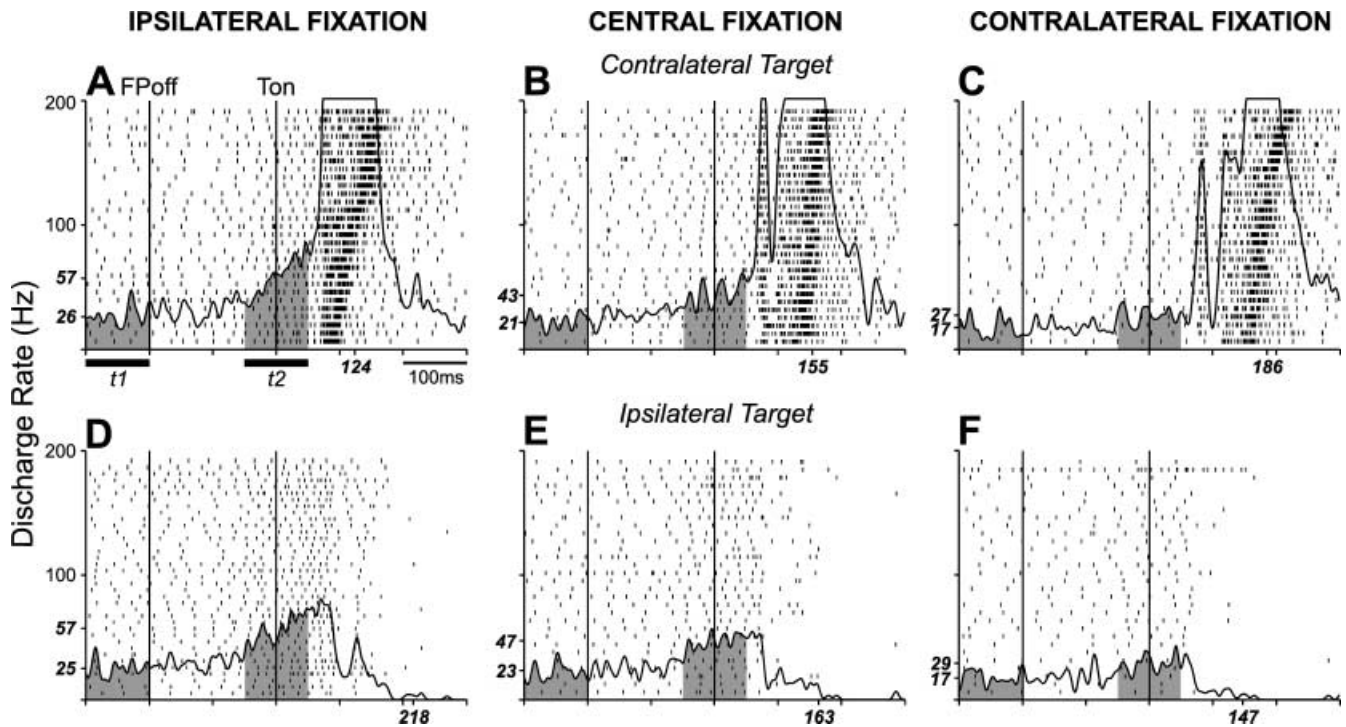 IPSILATERAL FIXATION CENTRAL FIXATION CONTRALATERAL FIXATION
A FPoff Ton B Contralateral Target C
200
100
57
26
43
21
27
17
t1 t2 124 100ms 155 186
Discharge Rate (Hz)
D E Ipsilateral Target F
200
100
57
25
47
23
29
17
218 163 147